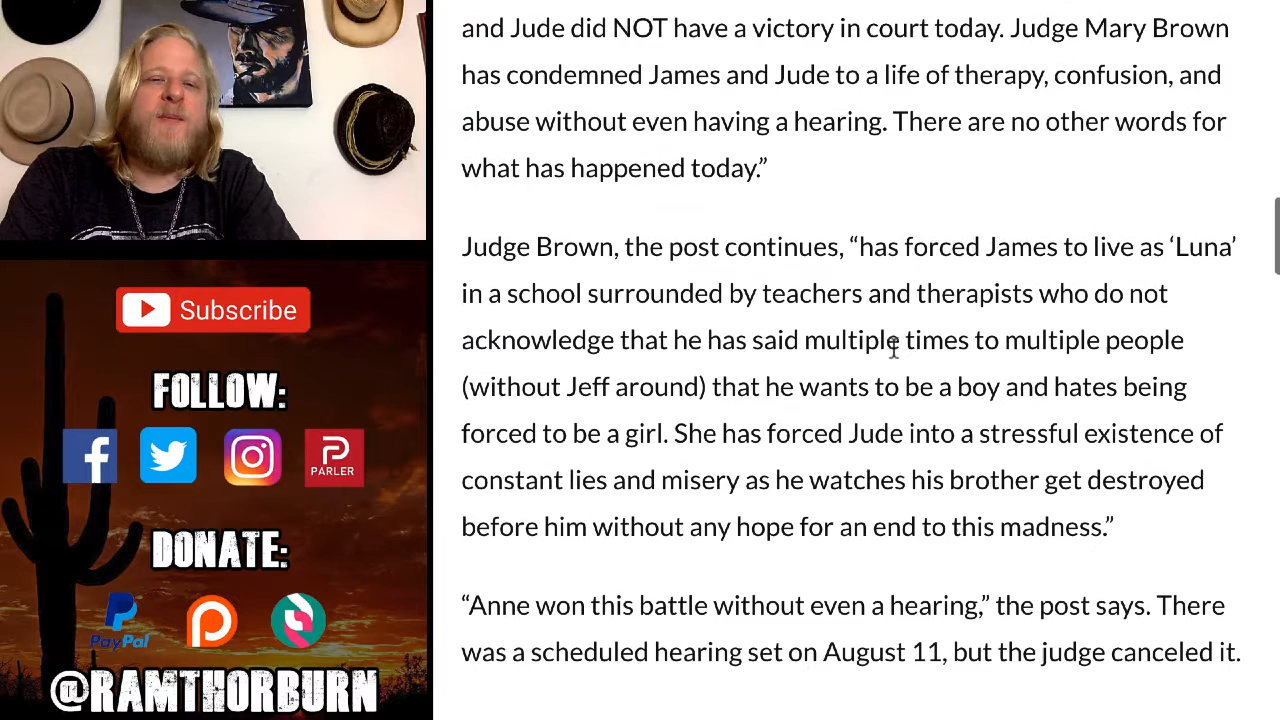 and Jude did NOT have a victory in court today. Judge Mary Brown
has condemned James and Jude to a life of therapy, confusion, and
abuse without even having a hearing. There are no other words for
what has happened today.”
Judge Brown, the post continues, “has forced James to live as ‘Luna’
in a school surrounded by teachers and therapists who do not
acknowledge that he has said multiple times to multiple people
(without Jeff around) that he wants to be a boy and hates being
forced to be a girl. She has forced Jude into a stressful existence of
constant lies and misery as he watches his brother get destroyed
before him without any hope for an end to this madness.”
“Anne won this battle without even a hearing,” the post says. There
was a scheduled hearing set on August 11, but the judge canceled it.
Subscribe
FOLLOW:
PARLER
DONATE:
PayPal
@RAMTHORBURN